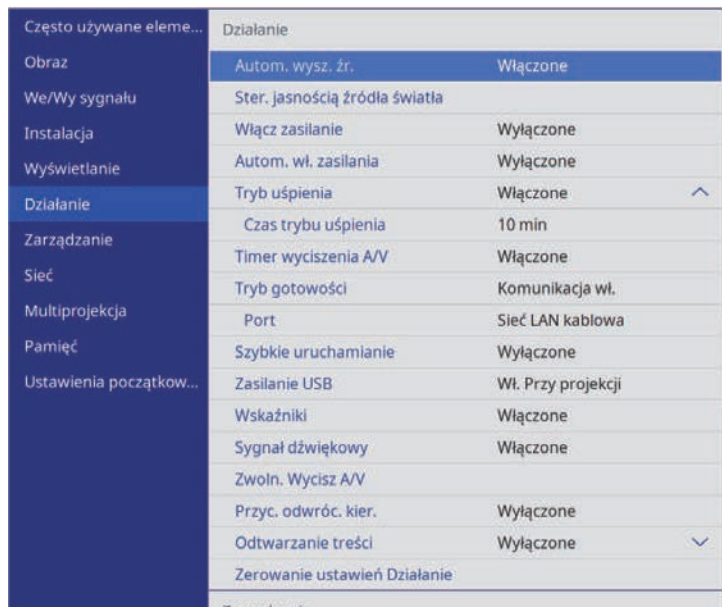 Często używane eleme...
Obraz
We/Wy sygnału
Instalacja
Wyświetlanie
Działanie
Zarządzanie
Sieć
Multiprojekcja
Pamięć
Ustawienia początkow...
Działanie
Autom. wysz. źr. Włączone
Ster. jasnością źródła światła
Włącz zasilanie Wyłączone
Autom. wł. zasilania Wyłączone
Tryb uśpienia Włączone
Czas trybu uśpienia 10 min
Timer wyciszenia A/V Włączone
Tryb gotowości Komunikacja wł.
Port Sieć LAN kablowa
Szybkie uruchamianie Wyłączone
Zasilanie USB Wł. Przy projekcji
Wskaźniki Włączone
Sygnał dźwiękowy Włączone
Zwoln. Wycisz A/V
Przyc. odwróc. kier. Wyłączone
Odtwarzanie treści Wyłączone
Zerowanie ustawień Działanie